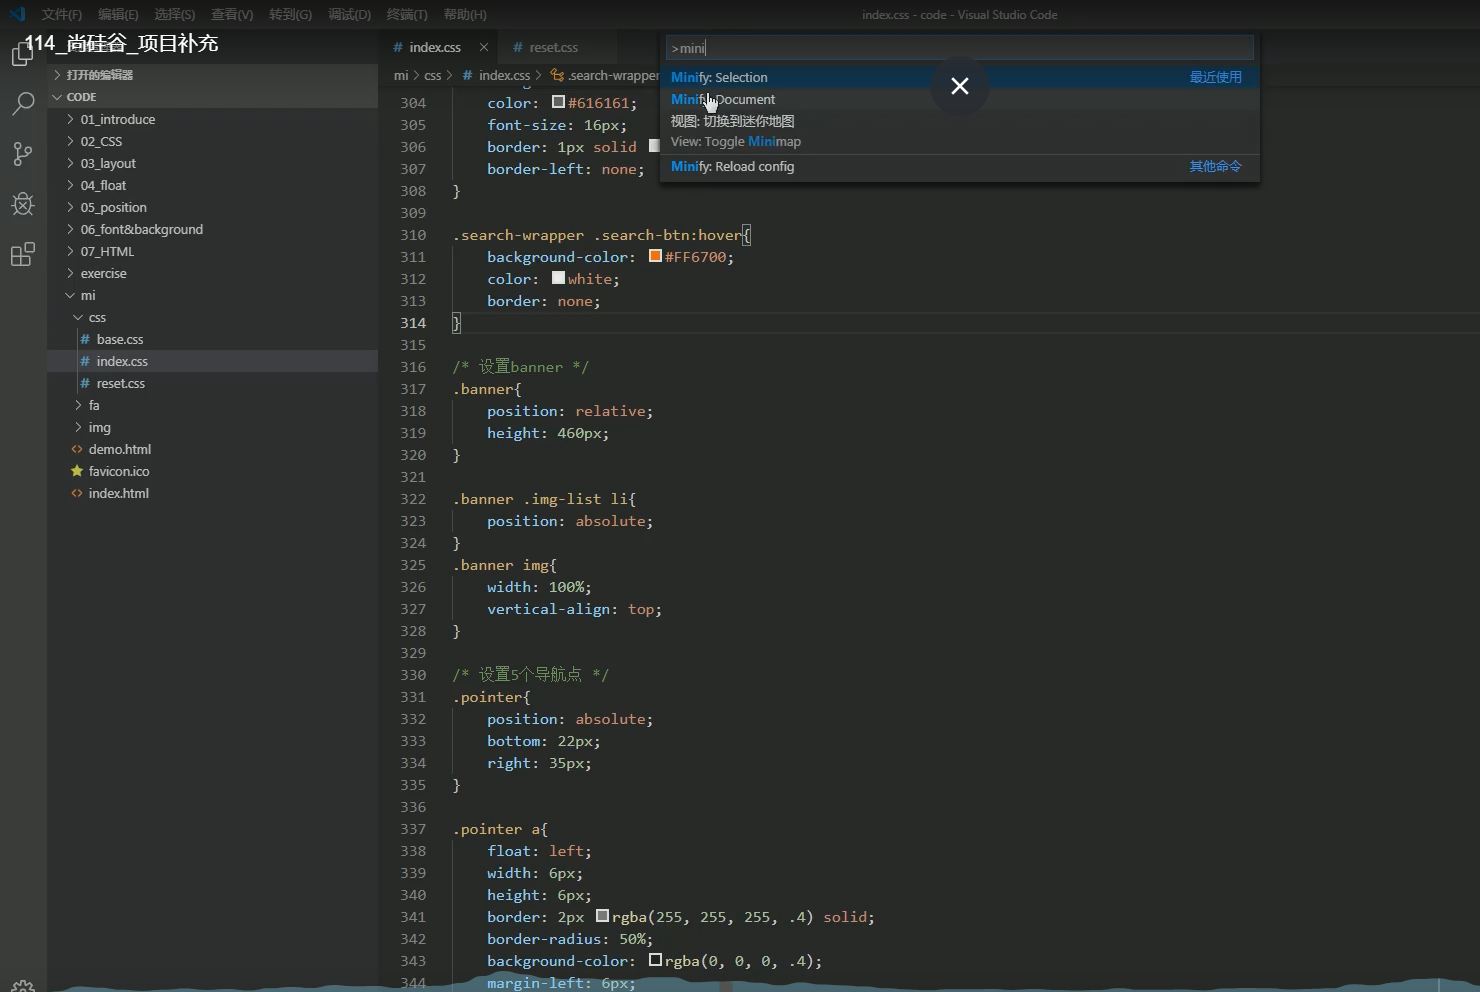 文件(F) 编辑(E) 选择(S) 查看(V) 转到(G) 调试(D) 终端(T) 帮助(H)
index.css - code - Visual Studio Code
114_尚硅谷_项目补充
# index.css ×
# reset.css
>mini
Minify: Selection 最近使用
Minify: Document
视图: 切换到迷你地图
View: Toggle Minimap
Minify: Reload config 其他命令
打开的编辑器
CODE
01_introduce
02_CSS
03_layout
04_float
05_position
06_font&background
07_HTML
exercise
mi
css
# base.css
# index.css
# reset.css
fa
img
demo.html
favicon.ico
index.html
mi > css > # index.css > .search-wrapper
304 color: #616161;
305 font-size: 16px;
306 border: 1px solid
307 border-left: none;
308 }
309
310 .search-wrapper .search-btn:hover{
311 background-color: #FF6700;
312 color: white;
313 border: none;
314 }
315
316 /* 设置banner */
317 .banner{
318 position: relative;
319 height: 460px;
320 }
321
322 .banner .img-list li{
323 position: absolute;
324 }
325 .banner img{
326 width: 100%;
327 vertical-align: top;
328 }
329
330 /* 设置5个导航点 */
331 .pointer{
332 position: absolute;
333 bottom: 22px;
334 right: 35px;
335 }
336
337 .pointer a{
338 float: left;
339 width: 6px;
340 height: 6px;
341 border: 2px rgba(255, 255, 255, .4) solid;
342 border-radius: 50%;
343 background-color: rgba(0, 0, 0, .4);
344 margin-left: 6px;